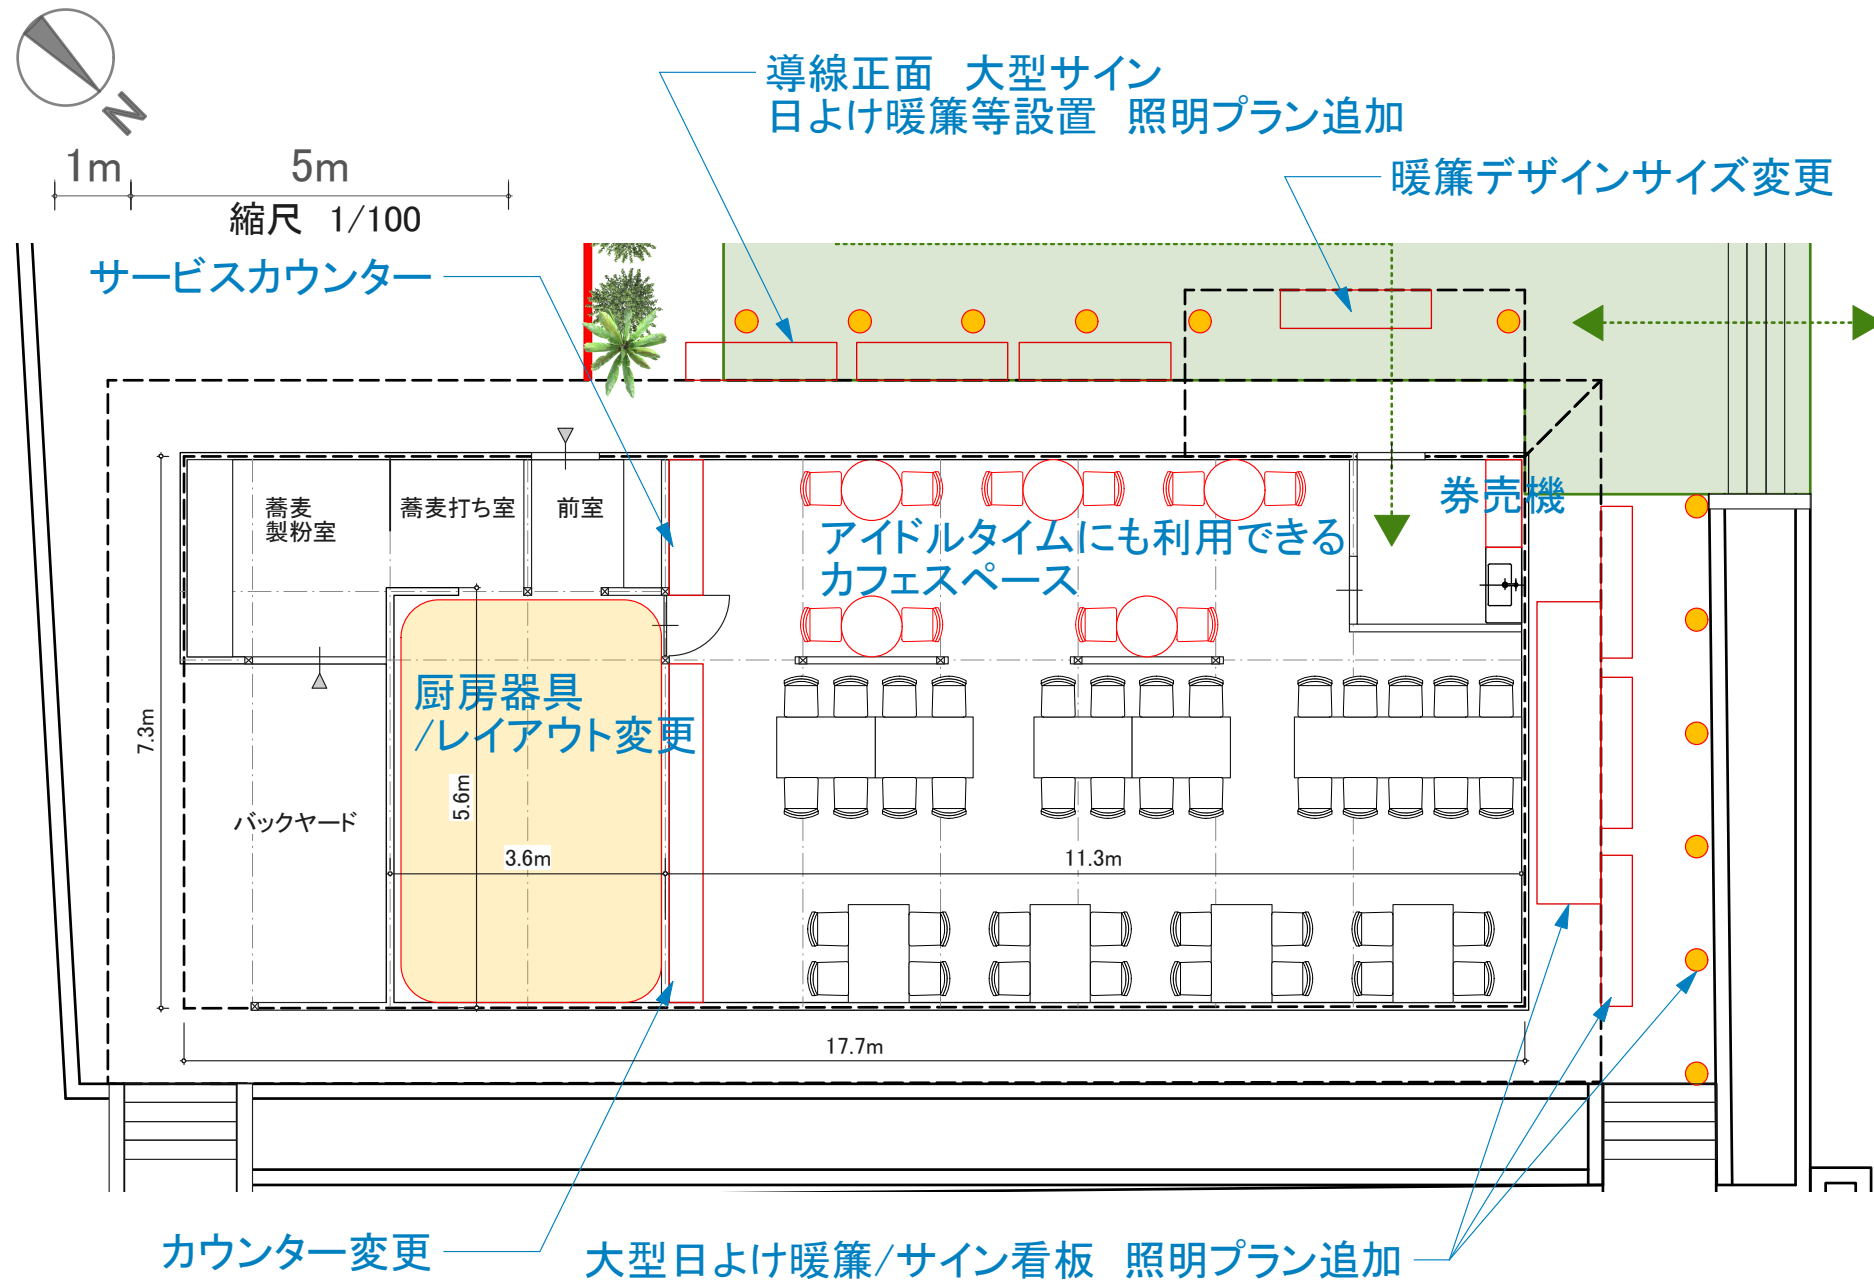 導線正面　大型サイン
日よけ暖簾等設置　照明プラン追加
N
1m 5m
縮尺　1/100
暖簾デザインサイズ変更
サービスカウンター
券売機
蕎麦
製粉室
蕎麦打ち室
前室
アイドルタイムにも利用できる
カフェスペース
厨房器具
/レイアウト変更
7.3m
5.6m
バックヤード
3.6m
11.3m
17.7m
カウンター変更
大型日よけ暖簾/サイン看板　照明プラン追加